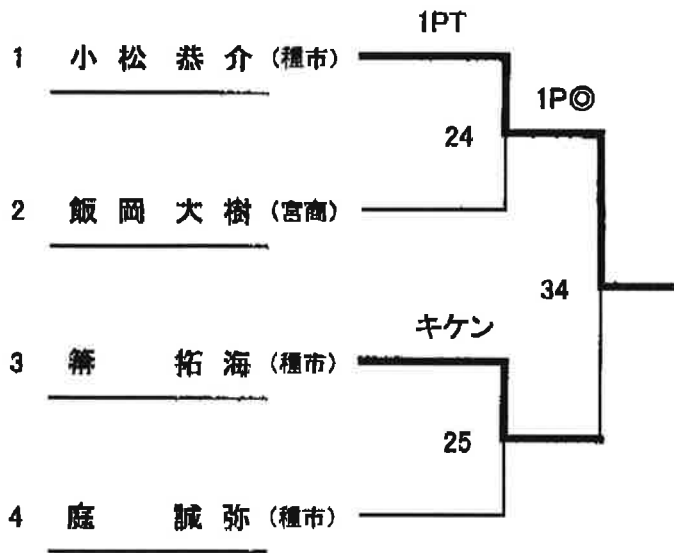 1PT
1 小松 恭介 (種市)
1P◎
24
2 飯岡 大樹 (宮商)
34
キケン
3 拓海 (種市)
25
4 庭 誠弥 (種市)